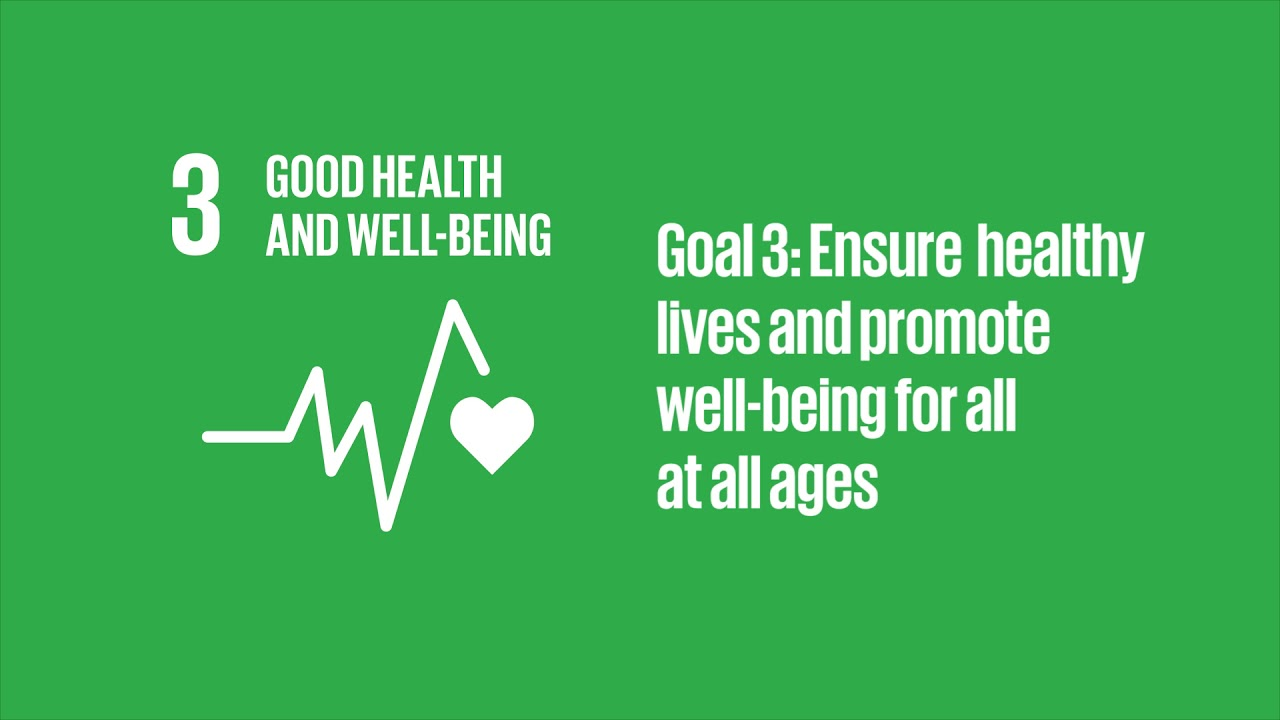 3
GOOD HEALTH
AND WELL-BEING
Goal 3: Ensure healthy
lives and promote
well-being for all
at all ages